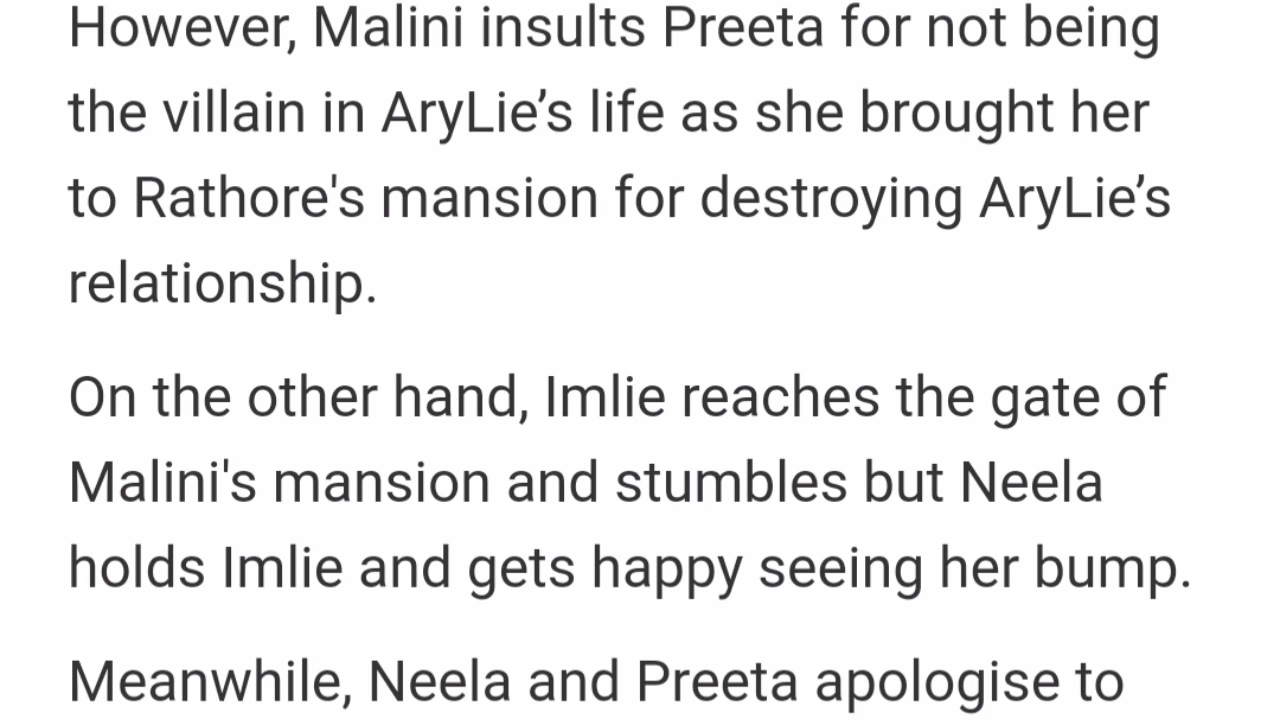 However, Malini insults Preeta for not being
the villain in AryLie’s life as she brought her
to Rathore's mansion for destroying AryLie’s
relationship.
On the other hand, Imlie reaches the gate of
Malini's mansion and stumbles but Neela
holds Imlie and gets happy seeing her bump.
Meanwhile, Neela and Preeta apologise to